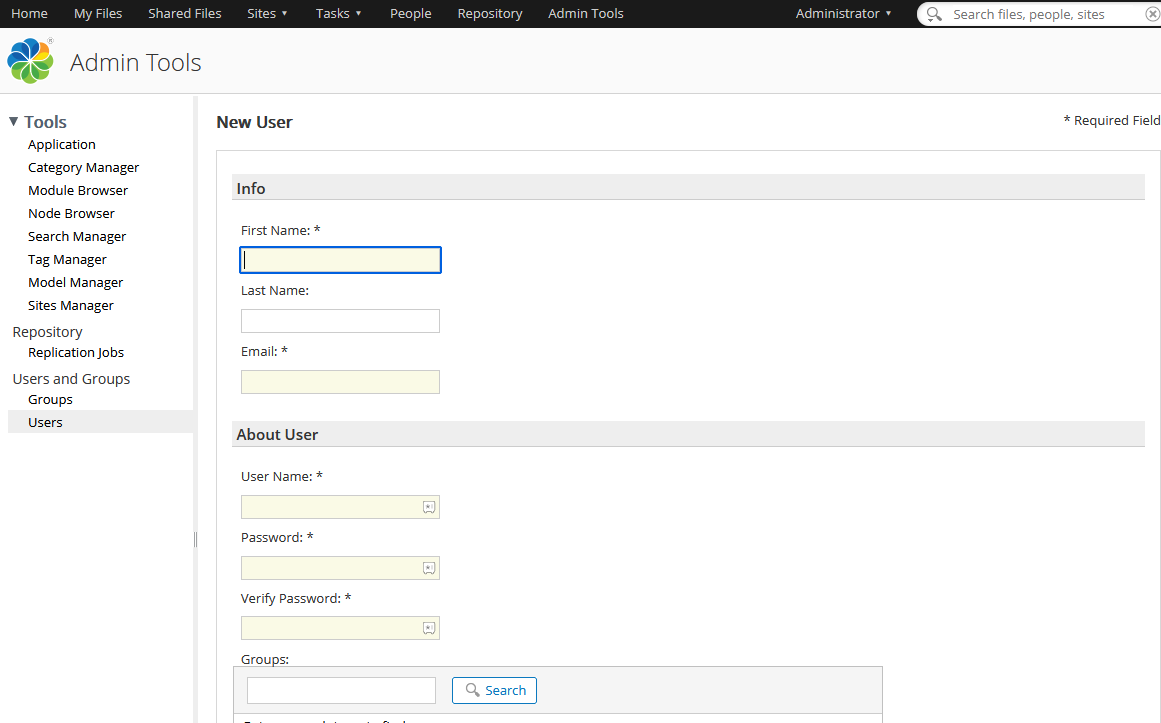 Home My Files Shared Files Sites ▾ Tasks ▾ People Repository Admin Tools Administrator ▾ Search files, people, sites
Admin Tools
Tools
Application
Category Manager
Module Browser
Node Browser
Search Manager
Tag Manager
Model Manager
Sites Manager
Repository
Replication Jobs
Users and Groups
Groups
Users
New User
* Required Field
Info
First Name: *
Last Name:
Email: *
About User
User Name: *
Password: *
Verify Password: *
Groups:
Search